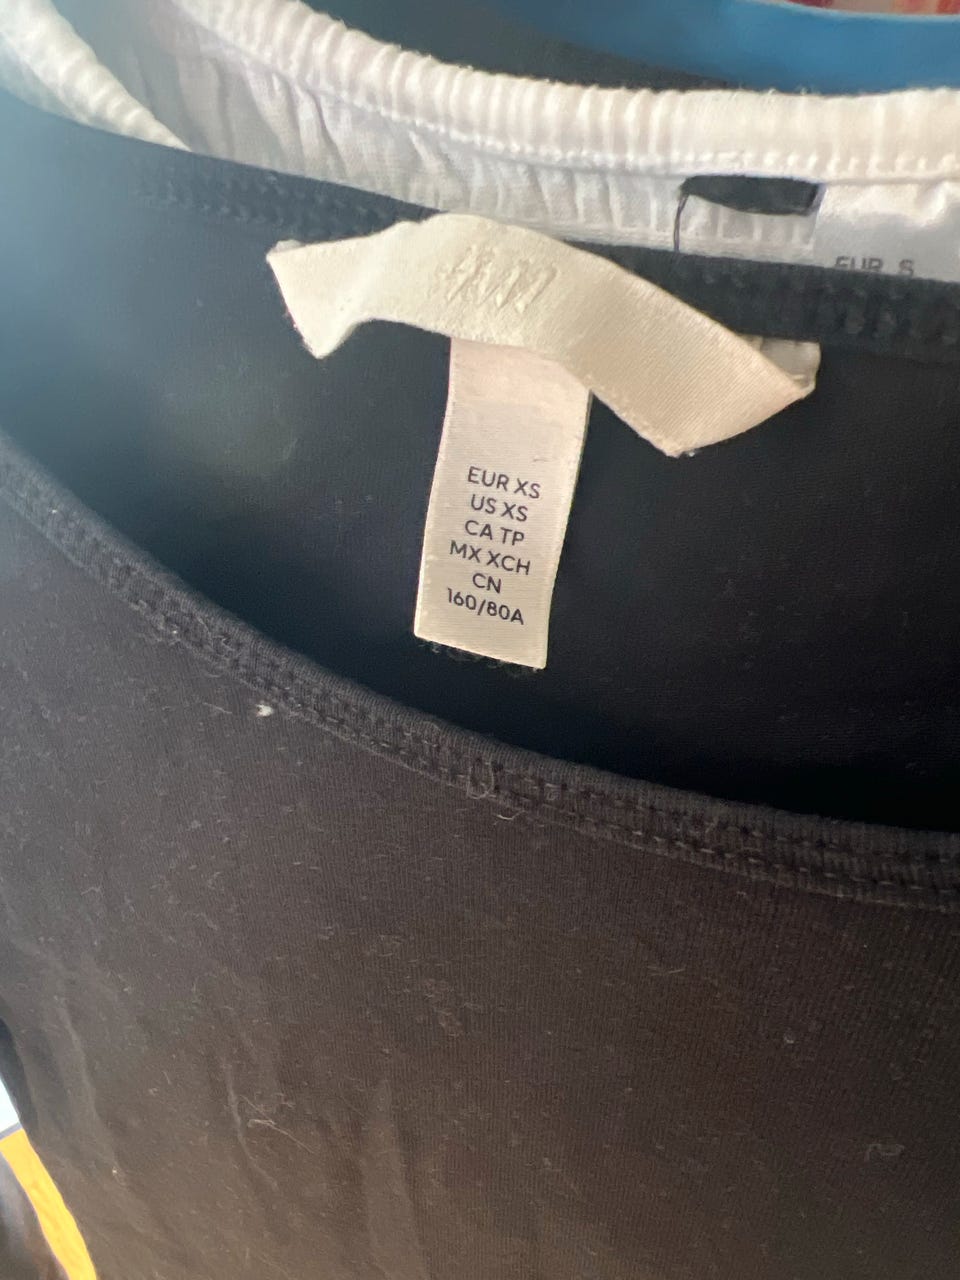 EUR S
H&M
EUR XS
US XS
CA TP
MX XCH
CN
160/80A